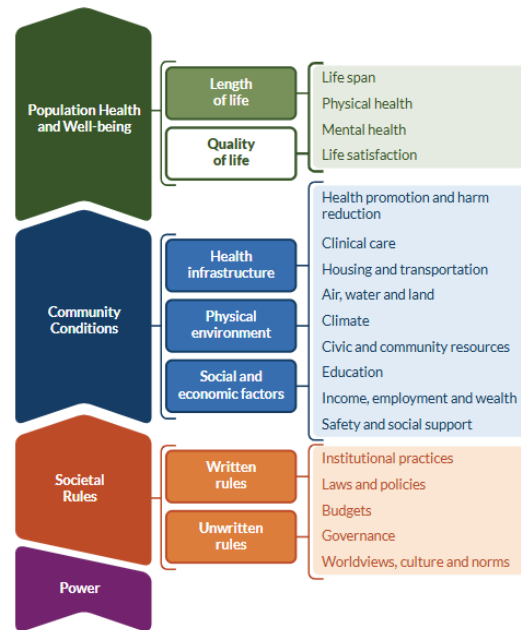 Population Health
and Well-being
Length
of life
Quality
of life
Life span
Physical health
Mental health
Life satisfaction
Community
Conditions
Health
infrastructure
Physical
environment
Social and
economic factors
Health promotion and harm
reduction
Clinical care
Housing and transportation
Air, water and land
Climate
Civic and community resources
Education
Income, employment and wealth
Safety and social support
Societal
Rules
Written
rules
Unwritten
rules
Institutional practices
Laws and policies
Budgets
Governance
Worldviews, culture and norms
Power